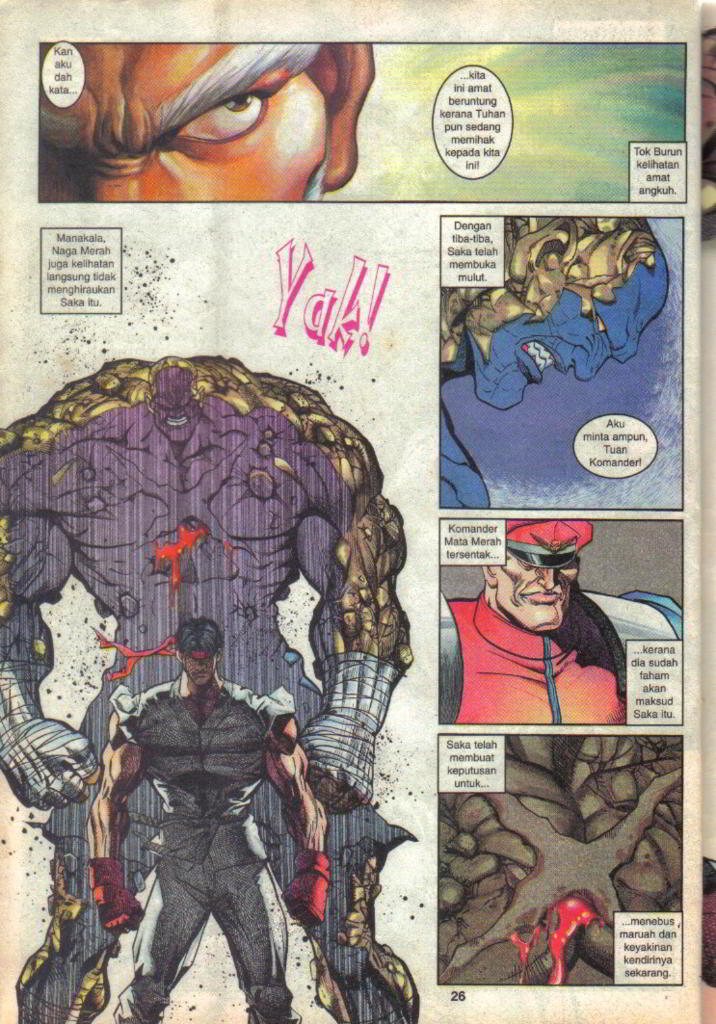 Kan
aku
dah
kata...
...kita
ini amat
beruntung
kerana Tuhan
pun sedang
memihak
kepada kita
ini!
Tok Burun
kelihatan
amat
angkuh.
Manakala,
Naga Merah
juga kelihatan
langsung tidak
menghiraukan
Saka itu.
Yak!
Dengan
tiba-tiba,
Saka telah
membuka
mulut.
Aku
minta ampun,
Tuan
Komander!
Komander
Mata Merah
tersentak...
...kerana
dia sudah
faham
akan
maksud
Saka itu.
Saka telah
membuat
keputusan
untuk...
...menebus
maruah dan
keyakinan
kendirinya
sekarang.
26